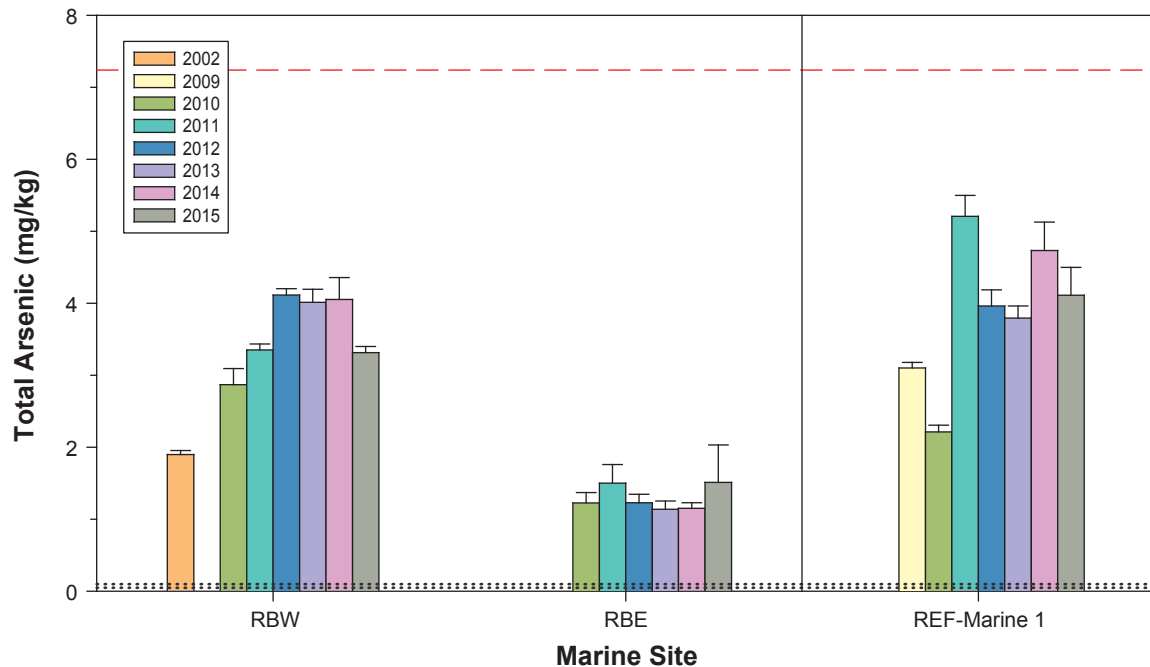 Total Arsenic (mg/kg)
8
6
4
2
0
2002
2009
2010
2011
2012
2013
2014
2015
RBW
RBE
REF-Marine 1
Marine Site